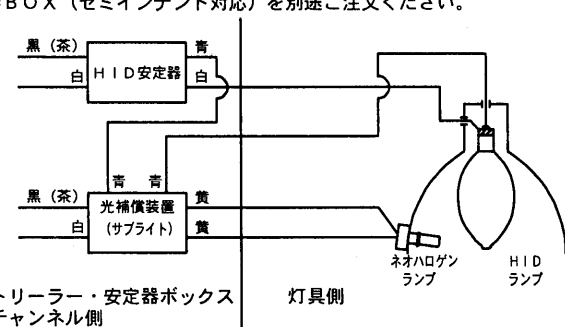 BOX（セミインテント対応）を別途ご注文ください。
黒（茶）
青
白
HID安定器
白
青 青
黒（茶）
光補償装置
黄
白
(サブライト)
黄
ネオハロゲン
ランプ
HID
ランプ
トリーラー・安定器ボックス
チャンネル側
灯具側